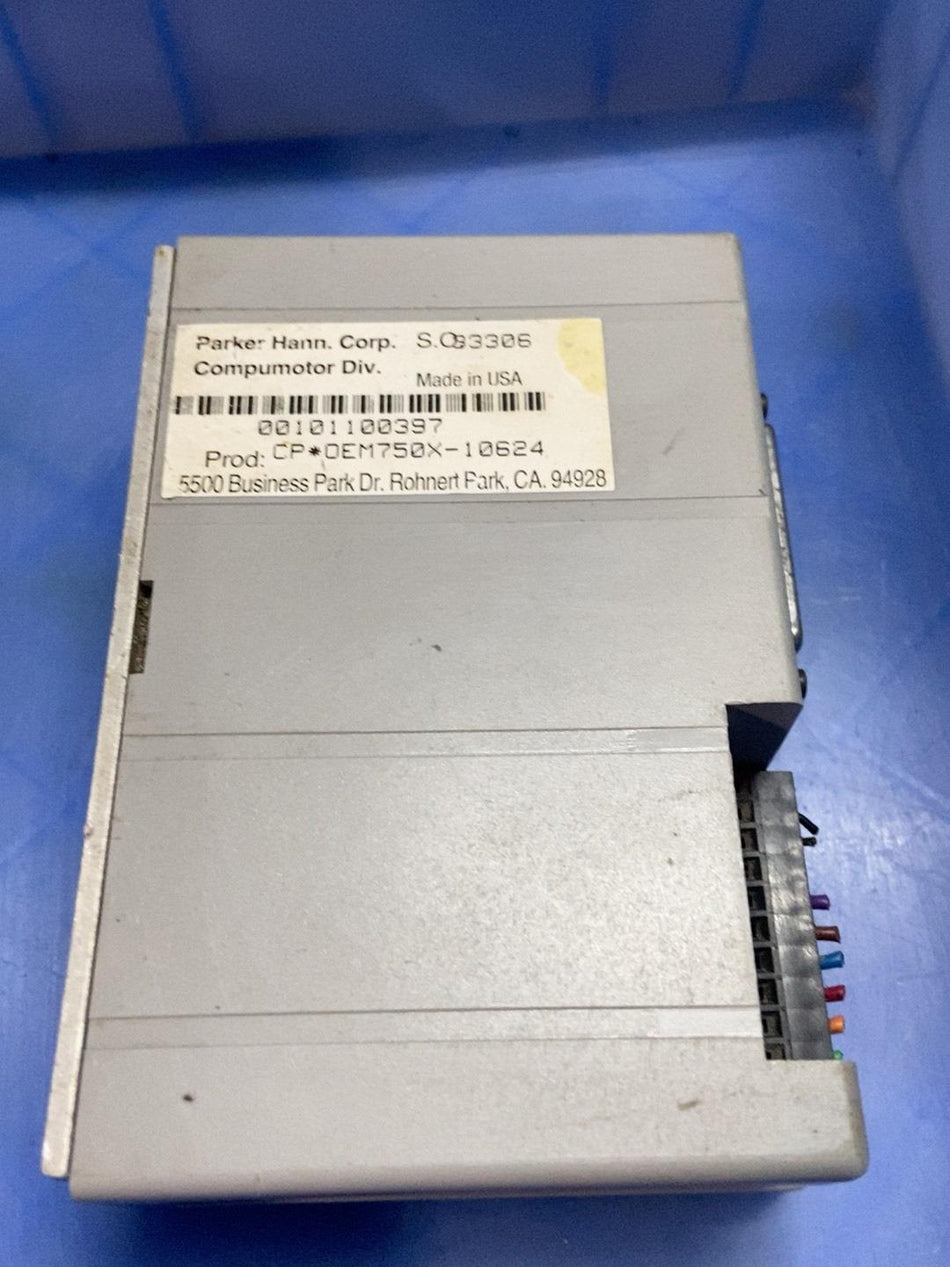 Parker Hann. Corp. S.O93306
Compumotor Div.
Made in USA
00101100397
Prod: CP*OEM750X-10624
5500 Business Park Dr. Rohnert Park, CA. 94928